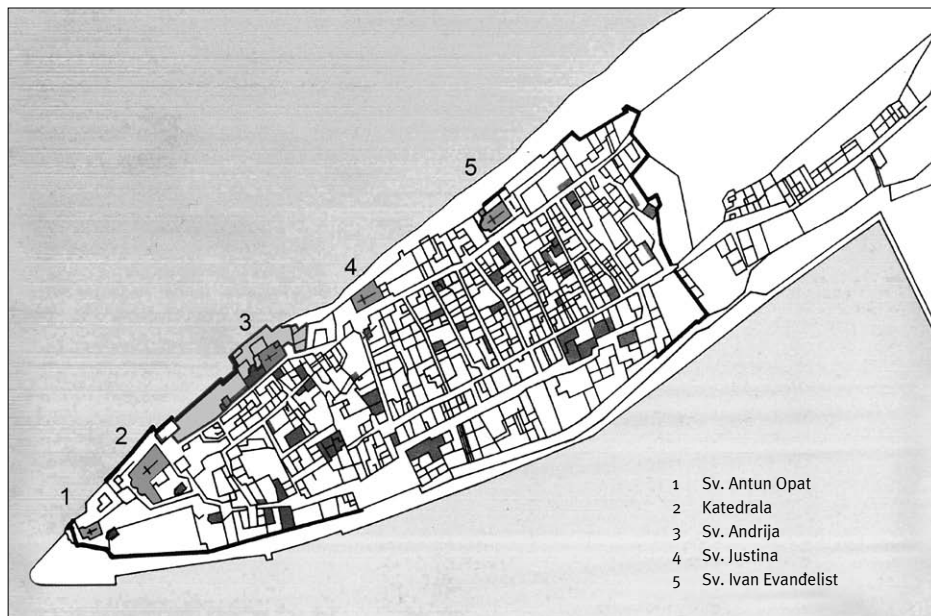 5
4
3
2
1
1 Sv. Antun Opat
2 Katedrala
3 Sv. Andrija
4 Sv. Justina
5 Sv. Ivan Evanđelist